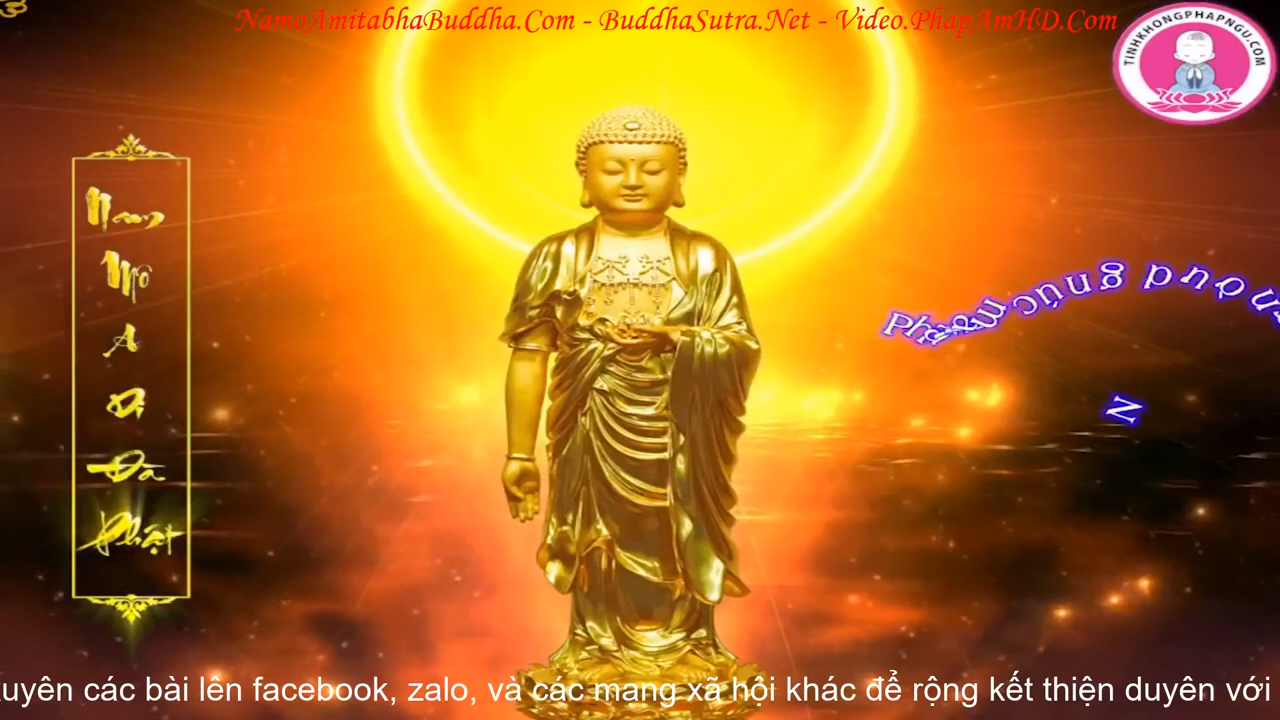 NamoAmitabhaBuddha.Com - BuddhaSutra.Net - Video.PhapAmHD.Com
TINHKHONGPHAPNGU.COM
Nam
Mô
A
Di
Đà
Phật
N
các bài lên facebook, zalo, và các mạng xã hội khác để rộng kết thiện duyên với